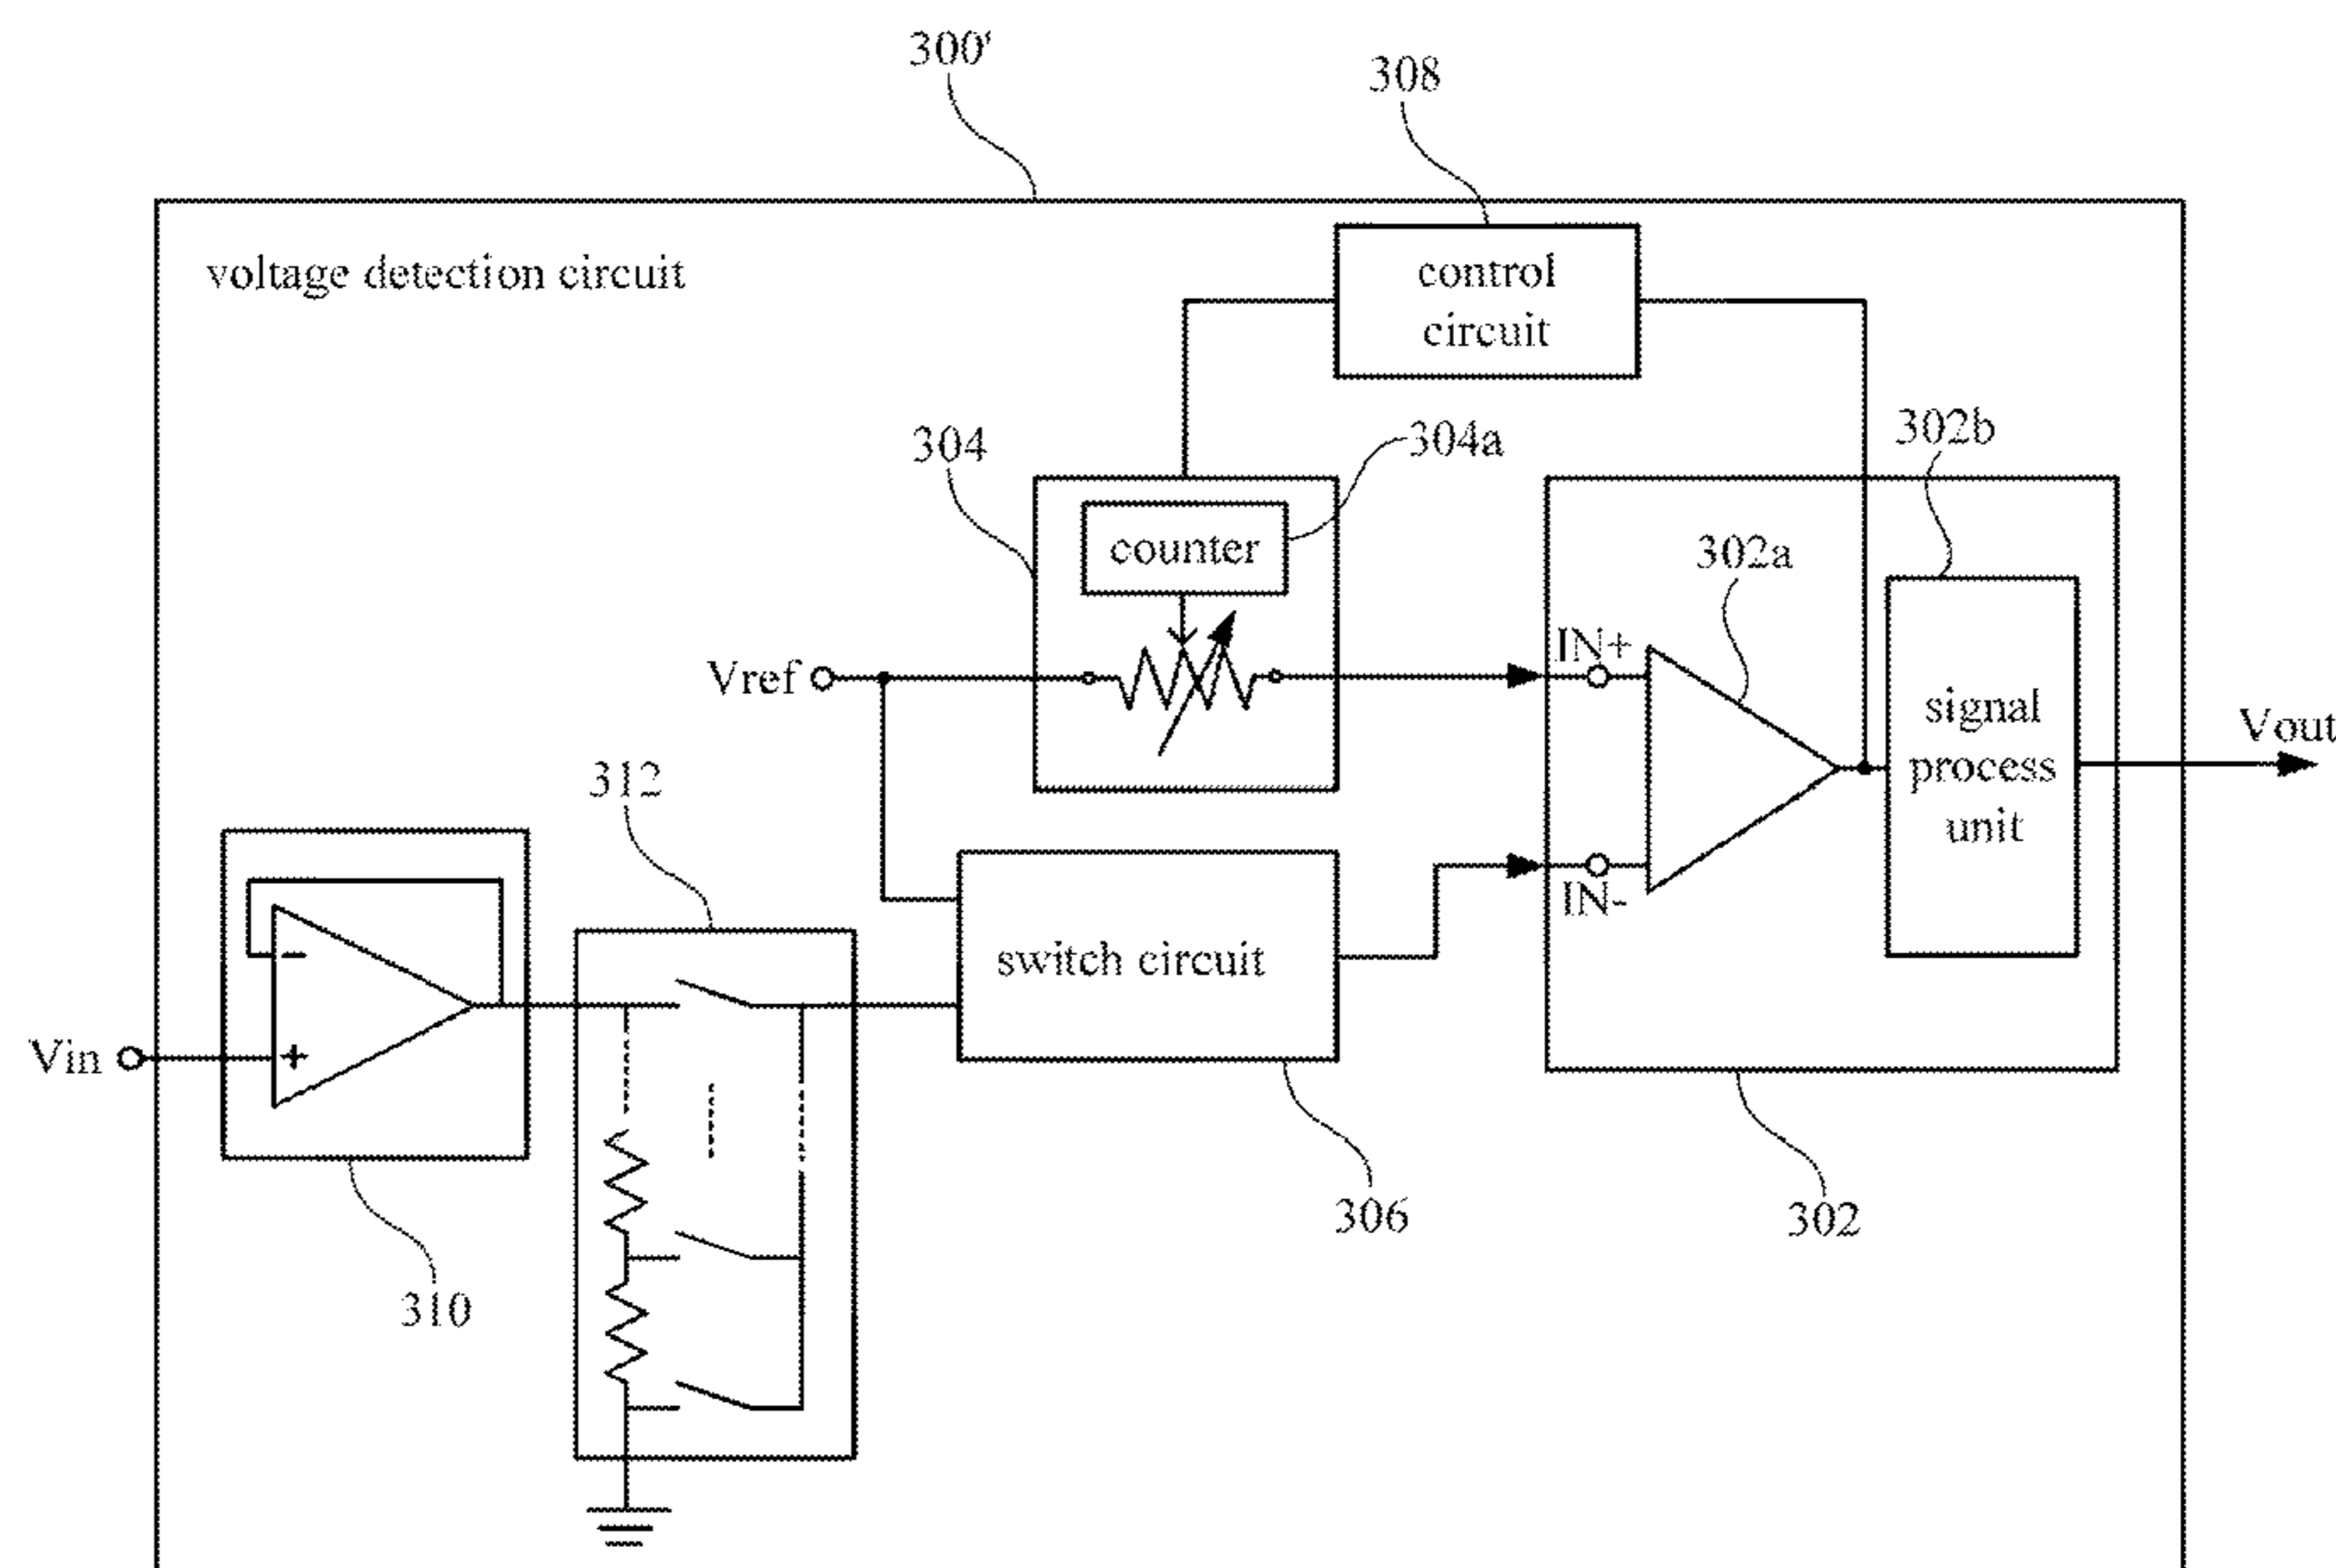 300'
308
voltage detection circuit
control
circuit
304
304a
302b
counter
302a
IN+
Vref
signal
process
unit
Vout
312
IN-
switch circuit
Vin
−
+
306
302
310